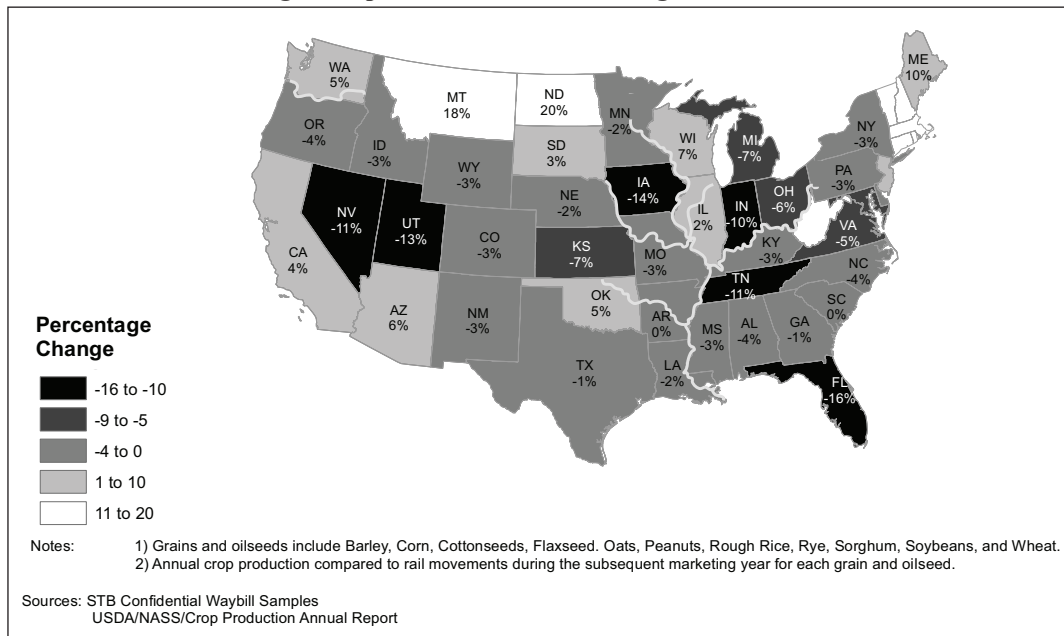 WA
5%
MT
18%
ND
20%
MN
-2%
ME
10%
OR
-4%
ID
-3%
WY
-3%
SD
3%
WI
7%
MI
-7%
NY
-3%
NV
-11%
UT
-13%
CO
-3%
NE
-2%
IA
-14%
IL
2%
IN
-10%
OH
-6%
PA
-3%
CA
4%
KS
-7%
MO
-3%
KY
-3%
VA
-5%
AZ
6%
NM
-3%
OK
5%
AR
0%
TN
-11%
NC
-4%
SC
0%
TX
-1%
LA
-2%
MS
-3%
AL
-4%
GA
-1%
FL
-16%
Percentage
Change
-16 to -10
-9 to -5
-4 to 0
1 to 10
11 to 20
Notes: 1) Grains and oilseeds include Barley, Corn, Cottonseeds, Flaxseed. Oats, Peanuts, Rough Rice, Rye, Sorghum, Soybeans, and Wheat.
2) Annual crop production compared to rail movements during the subsequent marketing year for each grain and oilseed.
Sources: STB Confidential Waybill Samples
USDA/NASS/Crop Production Annual Report